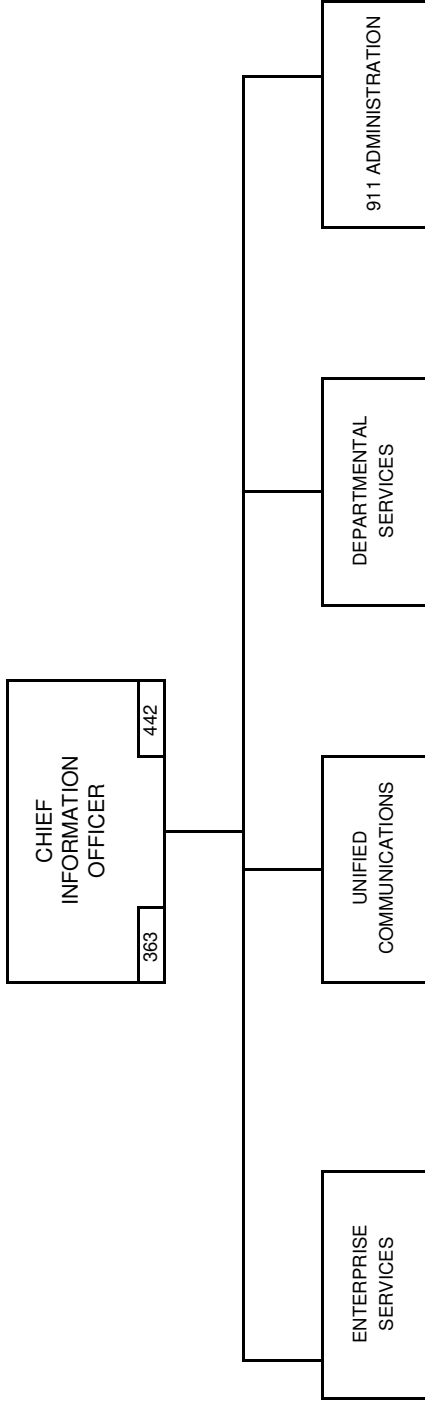 CHIEF
INFORMATION
OFFICER
363
442
ENTERPRISE
SERVICES
UNIFIED
COMMUNICATIONS
DEPARTMENTAL
SERVICES
911 ADMINISTRATION